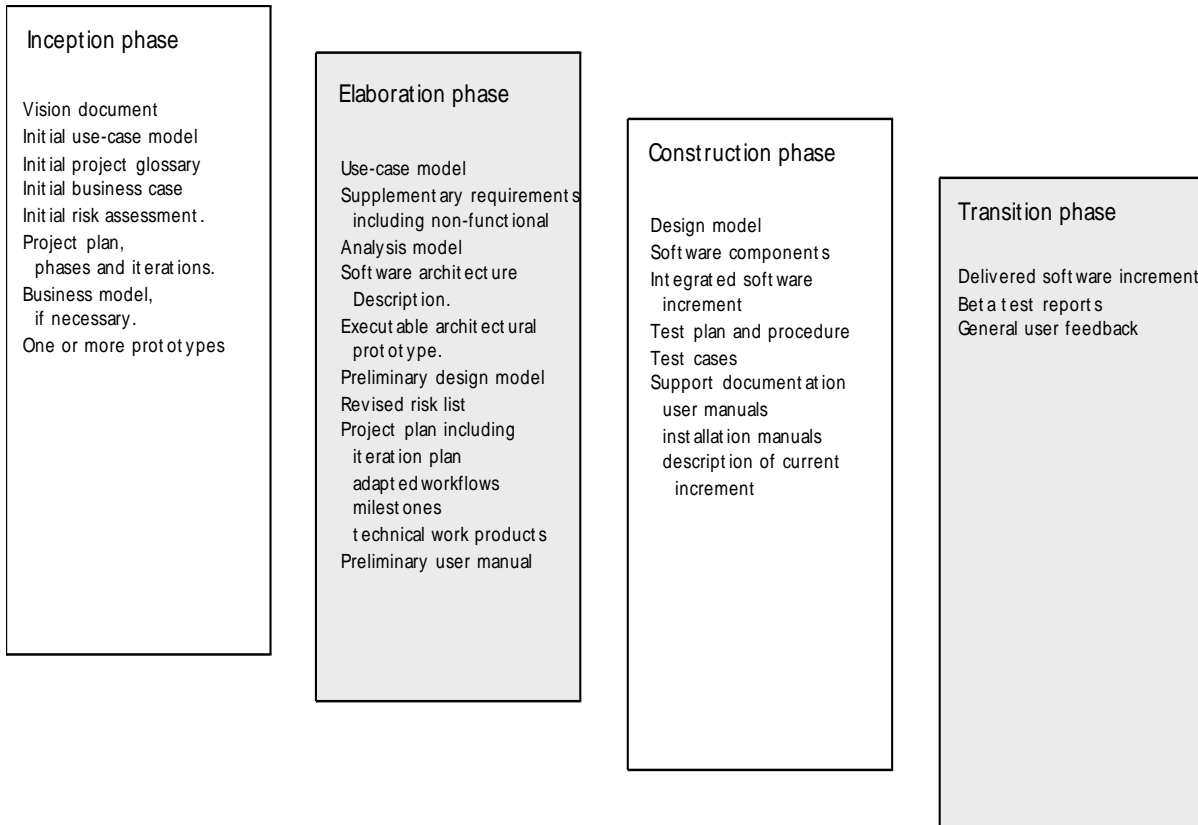 Inception phase
Vision document
Initial use-case model
Initial project glossary
Initial business case
Initial risk assessment.
Project plan,
phases and iterations.
Business model,
if necessary.
One or more prototypes
Elaboration phase
Use-case model
Supplementary requirements
including non-functional
Analysis model
Software architecture
Description.
Executable architectural
prototype.
Preliminary design model
Revised risk list
Project plan including
iteration plan
adapted workflows
milestones
technical work products
Preliminary user manual
Construction phase
Design model
Software components
Integrated software
increment
Test plan and procedure
Test cases
Support documentation
user manuals
installation manuals
description of current
increment
Transition phase
Delivered software increment
Beta test reports
General user feedback